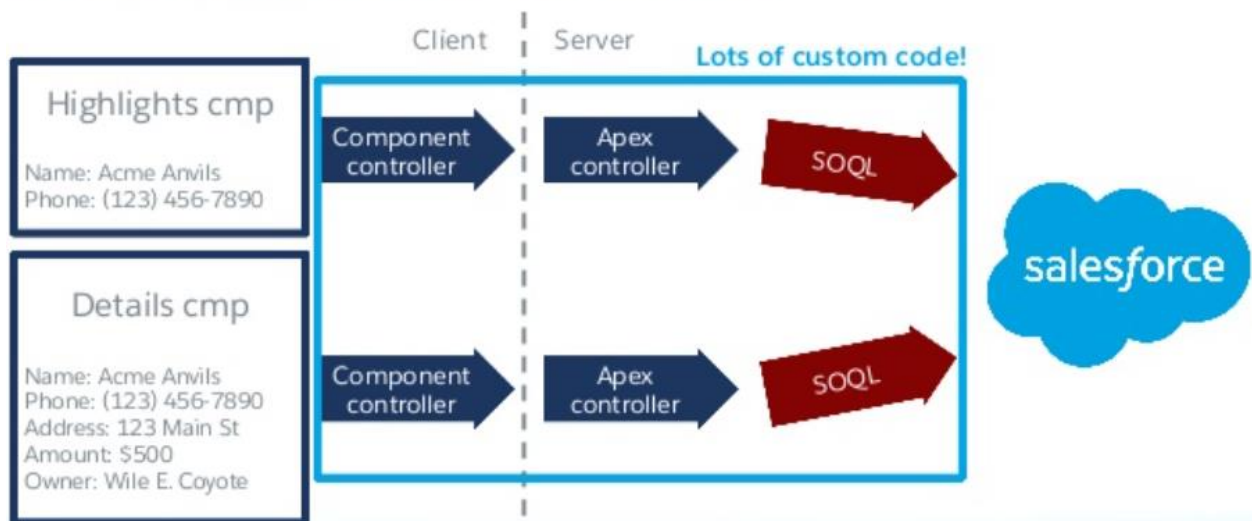 Client
Server
Lots of custom code!
Highlights cmp
Name: Acme Anvils
Phone: (123) 456-7890
Component
controller
Apex
controller
SOQL
salesforce
Details cmp
Name: Acme Anvils
Phone: (123) 456-7890
Address: 123 Main St
Amount: $500
Owner: Wile E. Coyote
Component
controller
Apex
controller
SOQL